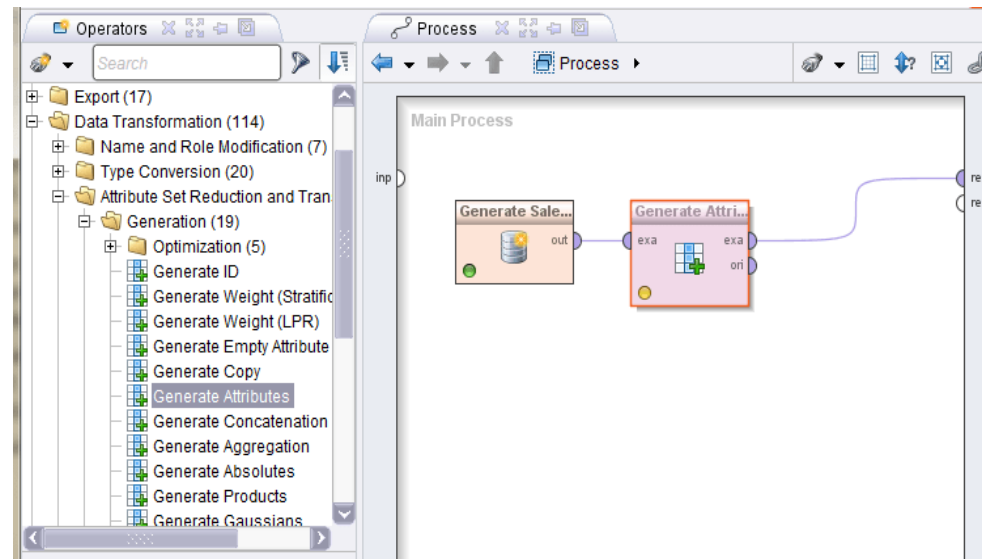 Operators
Process
Search
Process
Export (17)
Data Transformation (114)
Name and Role Modification (7)
Type Conversion (20)
Attribute Set Reduction and Tran
Generation (19)
Optimization (5)
Generate ID
Generate Weight (Stratific
Generate Weight (LPR)
Generate Empty Attribute
Generate Copy
Generate Attributes
Generate Concatenation
Generate Aggregation
Generate Absolutes
Generate Products
Generate Gaussians
Main Process
inp
re
re
Generate Sale...
out
Generate Attri...
exa
exa
ori